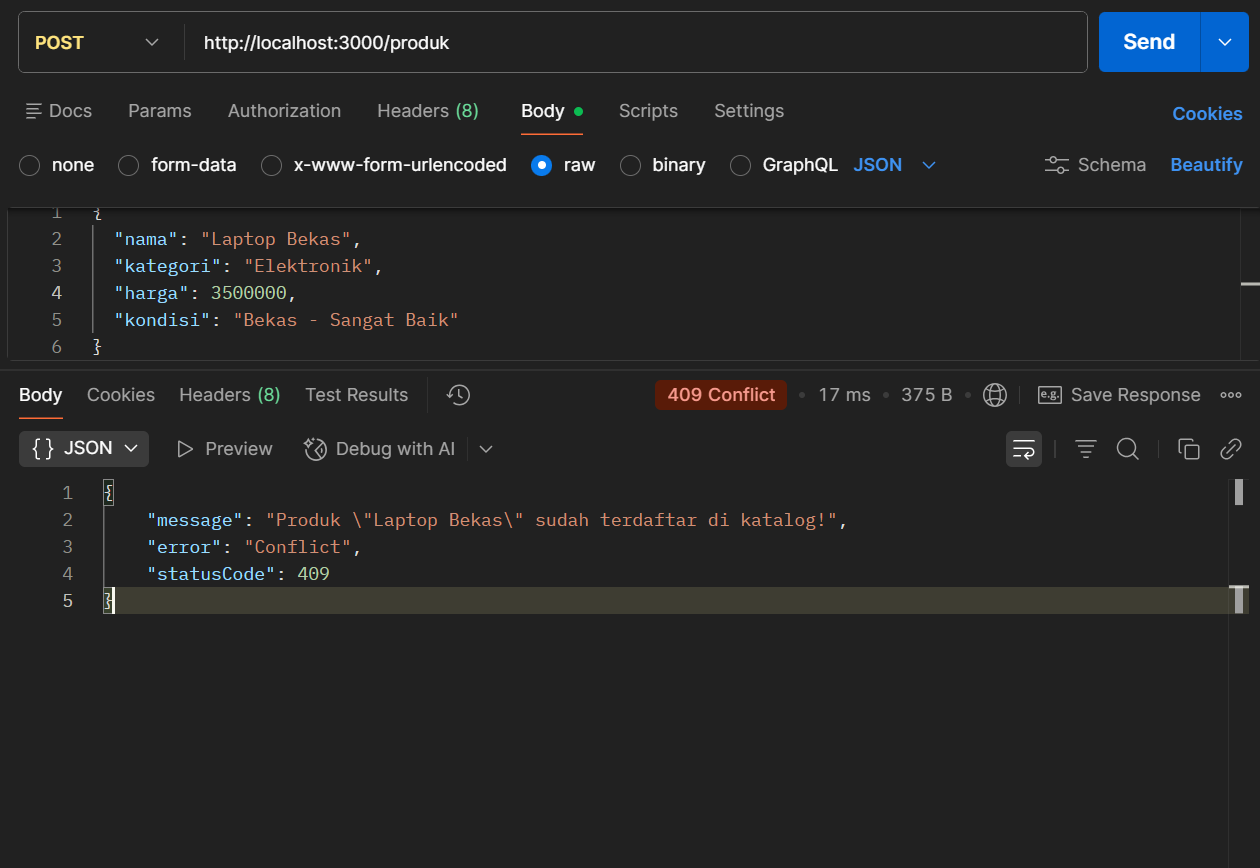 POST http://localhost:3000/produk Send
Docs Params Authorization Headers (8) Body Scripts Settings Cookies
none form-data x-www-form-urlencoded raw binary GraphQL JSON Schema Beautify
1 {
2 "nama": "Laptop Bekas",
3 "kategori": "Elektronik",
4 "harga": 3500000,
5 "kondisi": "Bekas - Sangat Baik"
6 }
Body Cookies Headers (8) Test Results 409 Conflict • 17 ms • 375 B • e.g. Save Response
{} JSON Preview Debug with AI
1 {
2 "message": "Produk \"Laptop Bekas\" sudah terdaftar di katalog!",
3 "error": "Conflict",
4 "statusCode": 409
5 }